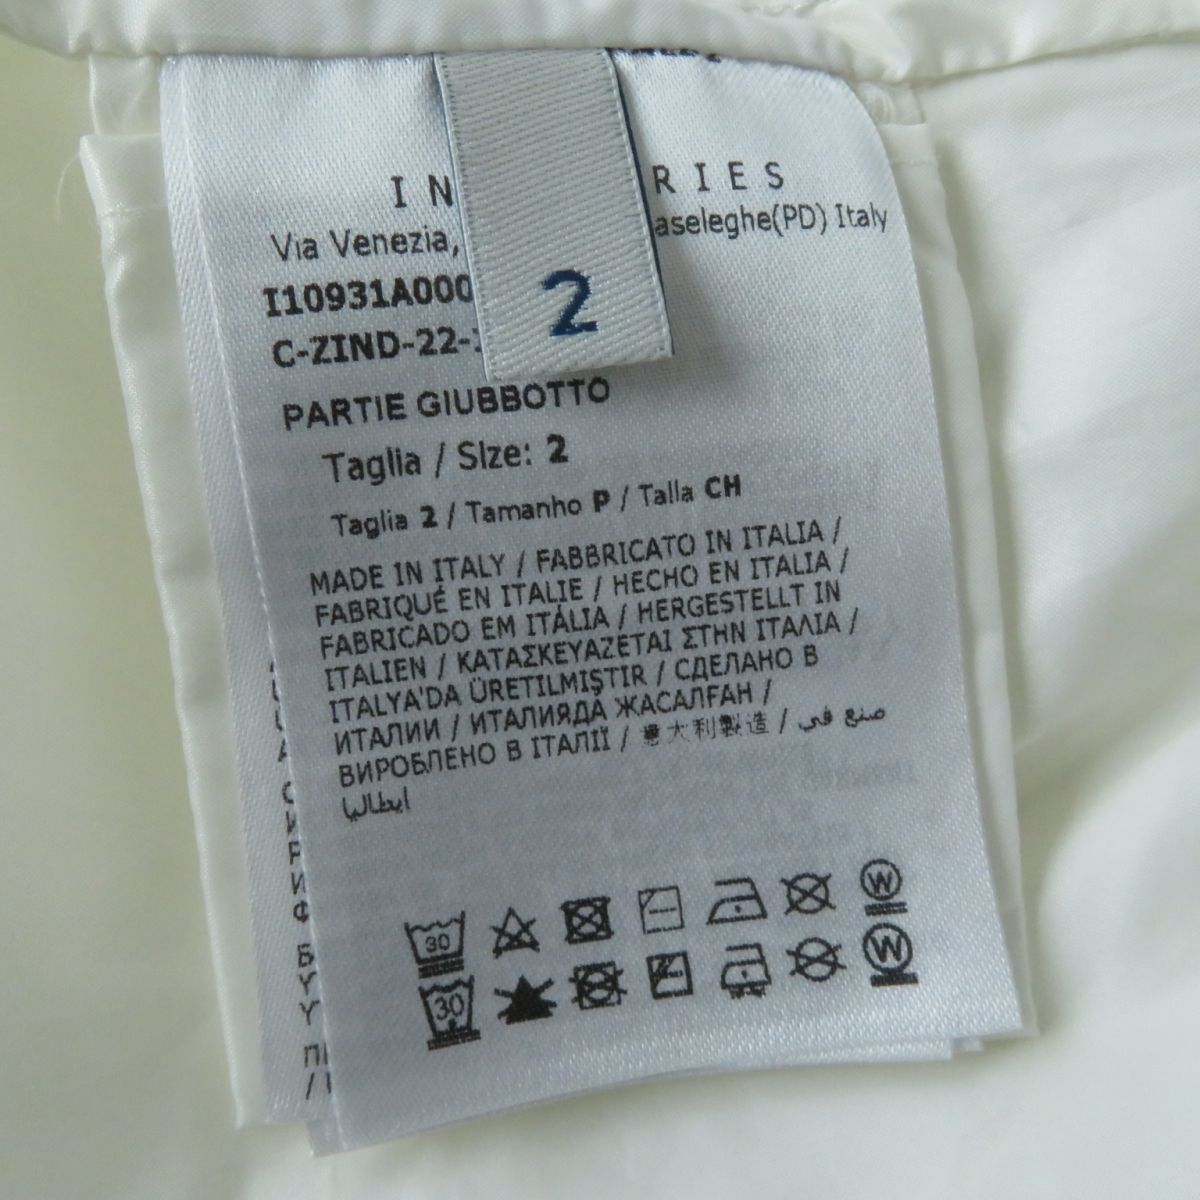 2
RIES
Via Venezia, aseleghe(PD) Italy
I10931A000
C-ZIND-22-
PARTIE GIUBBOTTO
Taglia / SIze: 2
Taglia 2 / Tamanho P / Talla CH
MADE IN ITALY / FABBRICATO IN ITALIA /
FABRIQUÉ EN ITALIE / HECHO EN ITALIA /
FABRICADO EM ITÁLIA / HERGESTELLT IN
ITALIEN / ΚΑΤΑΣΚΕΥΑΖΕΤΑΙ ΣΤΗΝ ΙΤΑΛΙΑ /
ITALYA'DA ÜRETILMIŞTIR / СДЕЛАНО В
ИТАЛИИ / ИТАЛИЯДА ЖАСАЛҒАН /
ВИРОБЛЕНО В ІТАЛІЇ / 意大利製造 / صنع في
ايطاليا
30 W
30 W